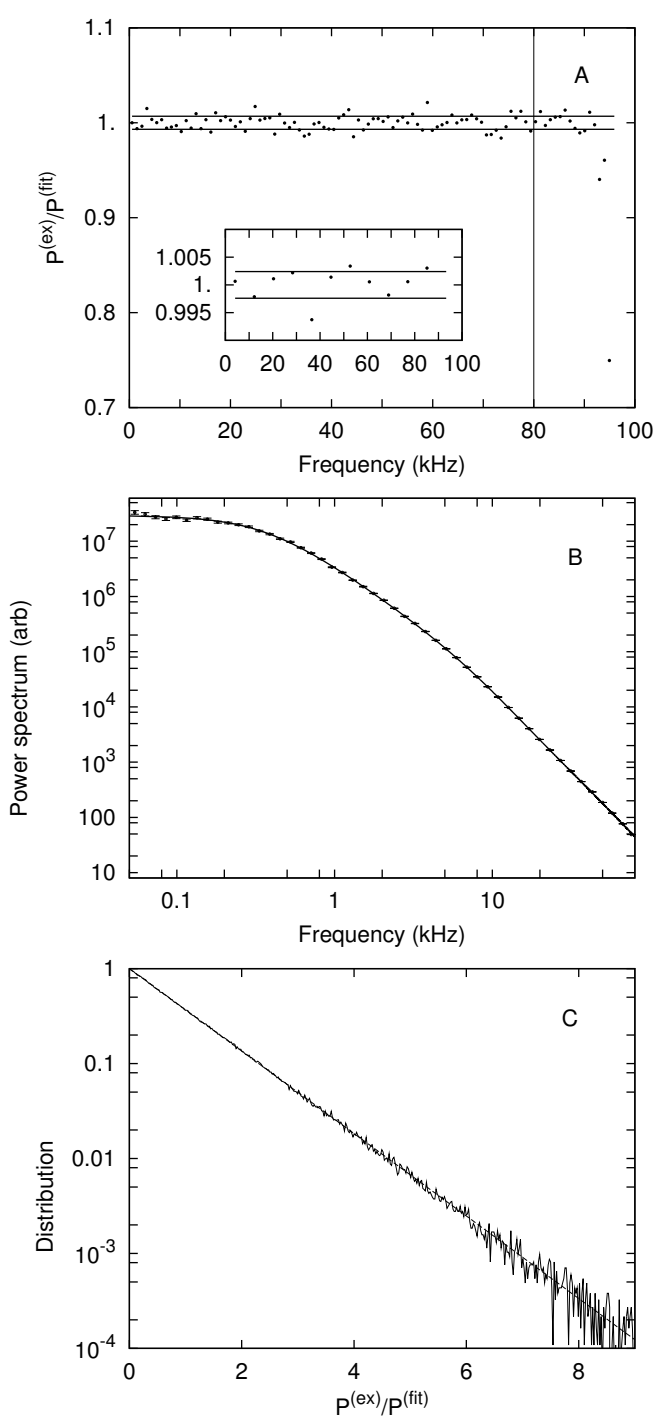 1.1
A
1.
P(ex)/P(fit)
0.9
1.005
1.
0.995
0.8
0 20 40 60 80 100
0.7
0 20 40 60 80 100
Frequency (kHz)
B
10^7
10^6
10^5
Power spectrum (arb)
10^4
10^3
100
10
0.1 1 10
Frequency (kHz)
1
C
0.1
0.01
Distribution
10^-3
10^-4
0 2 4 6 8
P(ex)/P(fit)